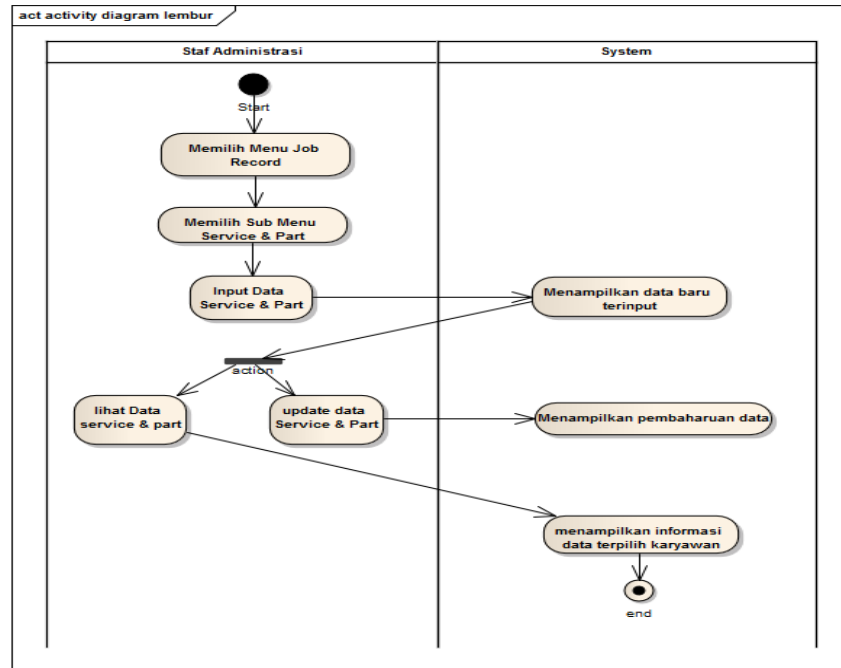 act activity diagram lembur
Staf Administrasi
System
Start
Memilih Menu Job
Record
Memilih Sub Menu
Service & Part
Input Data
Service & Part
Menampilkan data baru
terinput
action
lihat Data
service & part
update data
Service & Part
Menampilkan pembaharuan data
menampilkan informasi
data terpilih karyawan
end